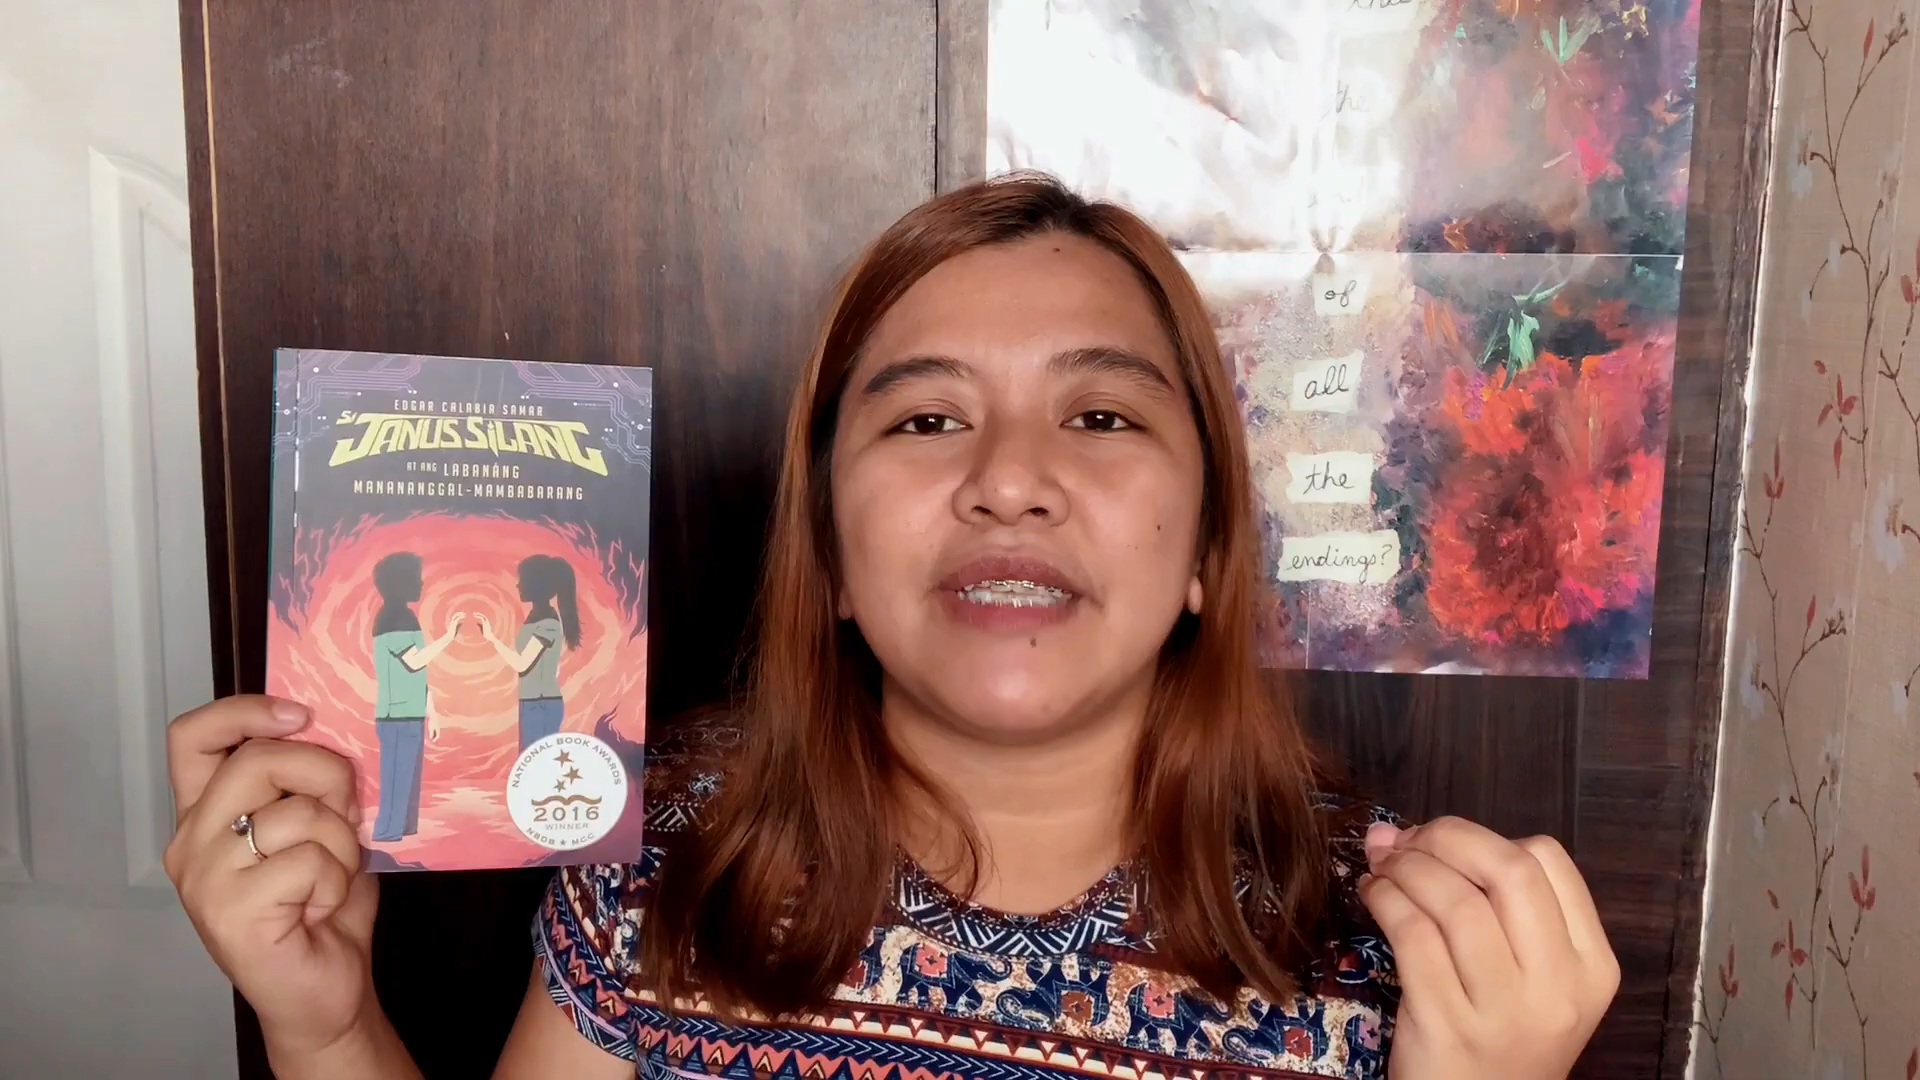 EDGAR CALABIA SAMAR
Si
JANUS SILANG
AT ANG LABANÁNG
MANANANGGAL-MAMBABARANG
NATIONAL BOOK AWARDS
2016
WINNER
NBDB ★ MCC
the
of
all
the
endings?